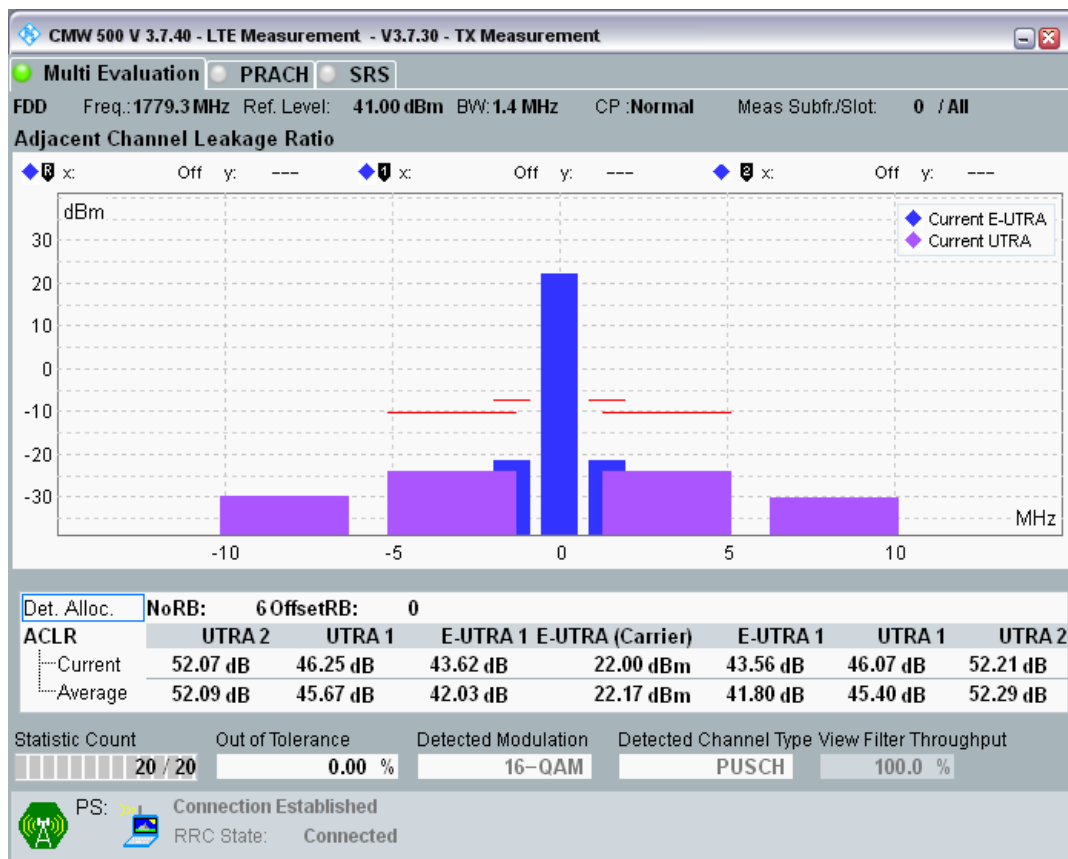 CMW 500 V 3.7.40 - LTE Measurement - V3.7.30 - TX Measurement
Multi Evaluation PRACH SRS
FDD Freq.: 1779.3 MHz Ref. Level: 41.00 dBm BW: 1.4 MHz CP : Normal Meas Subfr./Slot: 0 / All
Adjacent Channel Leakage Ratio
R x: Off y: --- 1 x: Off y: --- 2 x: Off y: ---
dBm
Current E-UTRA
Current UTRA
30
20
10
0
-10
-20
-30
MHz
-10 -5 0 5 10
Det. Alloc. NoRB: 6 OffsetRB: 0
ACLR UTRA 2 UTRA 1 E-UTRA 1 E-UTRA (Carrier) E-UTRA 1 UTRA 1 UTRA 2
Current 52.07 dB 46.25 dB 43.62 dB 22.00 dBm 43.56 dB 46.07 dB 52.21 dB
Average 52.09 dB 45.67 dB 42.03 dB 22.17 dBm 41.80 dB 45.40 dB 52.29 dB
Statistic Count Out of Tolerance Detected Modulation Detected Channel Type View Filter Throughput
20 / 20 0.00 % 16-QAM PUSCH 100.0 %
PS: Connection Established
RRC State: Connected